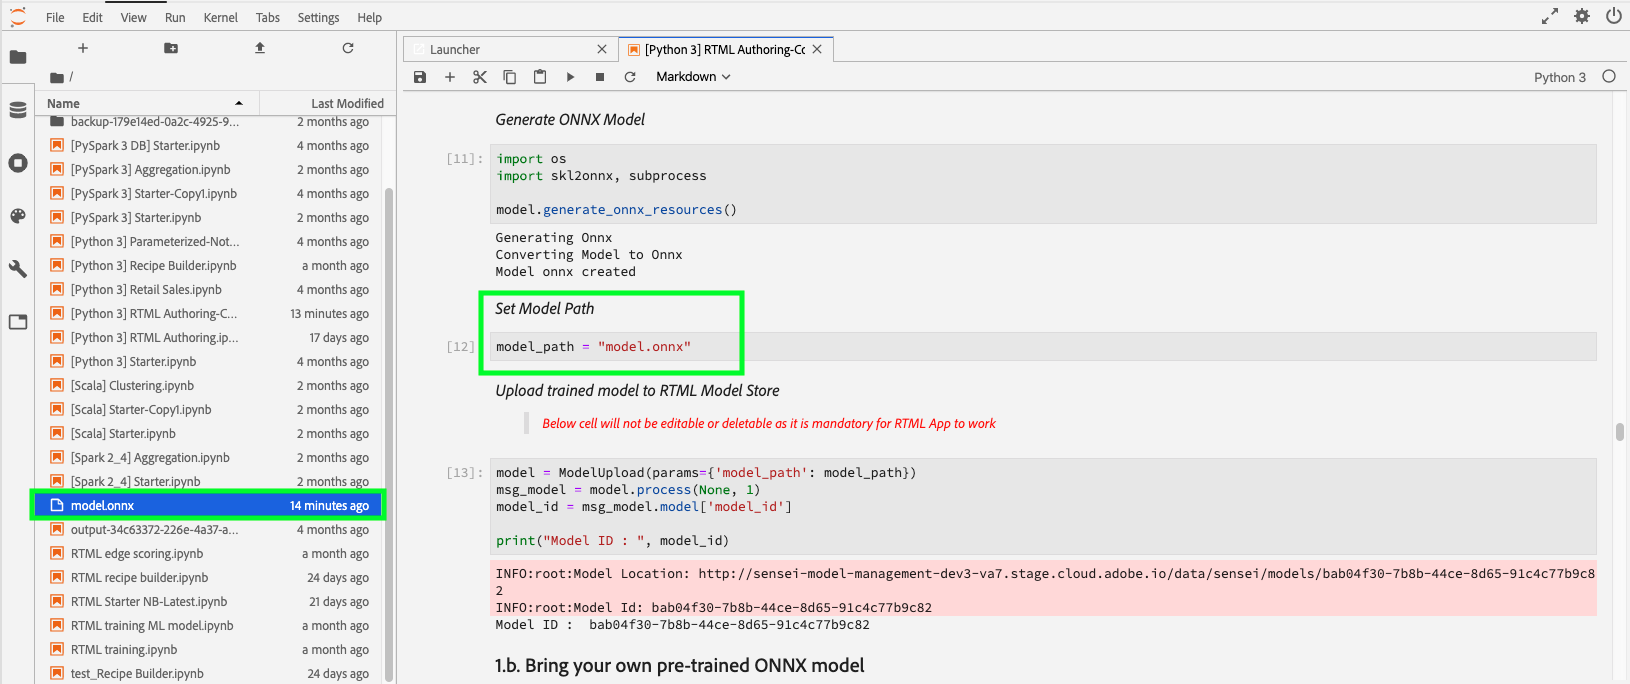 File Edit View Run Kernel Tabs Settings Help
Launcher
[Python 3] RTML Authoring-Cc
/
Markdown
Python 3
Name Last Modified
backup-179e14ed-0a2c-4925-9... 2 months ago
[PySpark 3 DB] Starter.ipynb 4 months ago
[PySpark 3] Aggregation.ipynb 2 months ago
[PySpark 3] Starter-Copy1.ipynb 4 months ago
[PySpark 3] Starter.ipynb 2 months ago
[Python 3] Parameterized-Not... 4 months ago
[Python 3] Recipe Builder.ipynb a month ago
[Python 3] Retail Sales.ipynb 4 months ago
[Python 3] RTML Authoring-C... 13 minutes ago
[Python 3] RTML Authoring.ip... 17 days ago
[Python 3] Starter.ipynb 4 months ago
[Scala] Clustering.ipynb 2 months ago
[Scala] Starter-Copy1.ipynb 4 months ago
[Scala] Starter.ipynb 2 months ago
[Spark 2_4] Aggregation.ipynb 2 months ago
[Spark 2_4] Starter.ipynb 2 months ago
model.onnx 14 minutes ago
output-34c63372-226e-4a37-a... 4 months ago
RTML edge scoring.ipynb a month ago
RTML recipe builder.ipynb 24 days ago
RTML Starter NB-Latest.ipynb 21 days ago
RTML training ML model.ipynb a month ago
RTML training.ipynb a month ago
test_Recipe Builder.ipynb 24 days ago
Generate ONNX Model
[11]:
import os
import skl2onnx, subprocess
model.generate_onnx_resources()
Generating Onnx
Converting Model to Onnx
Model onnx created
Set Model Path
[12]
model_path = "model.onnx"
Upload trained model to RTML Model Store
Below cell will not be editable or deletable as it is mandatory for RTML App to work
[13]:
model = ModelUpload(params={'model_path': model_path})
msg_model = model.process(None, 1)
model_id = msg_model.model['model_id']
print("Model ID : ", model_id)
INFO:root:Model Location: http://sensei-model-management-dev3-va7.stage.cloud.adobe.io/data/sensei/models/bab04f30-7b8b-44ce-8d65-91c4c77b9c8
2
INFO:root:Model Id: bab04f30-7b8b-44ce-8d65-91c4c77b9c82
Model ID :  bab04f30-7b8b-44ce-8d65-91c4c77b9c82
1.b. Bring your own pre-trained ONNX model